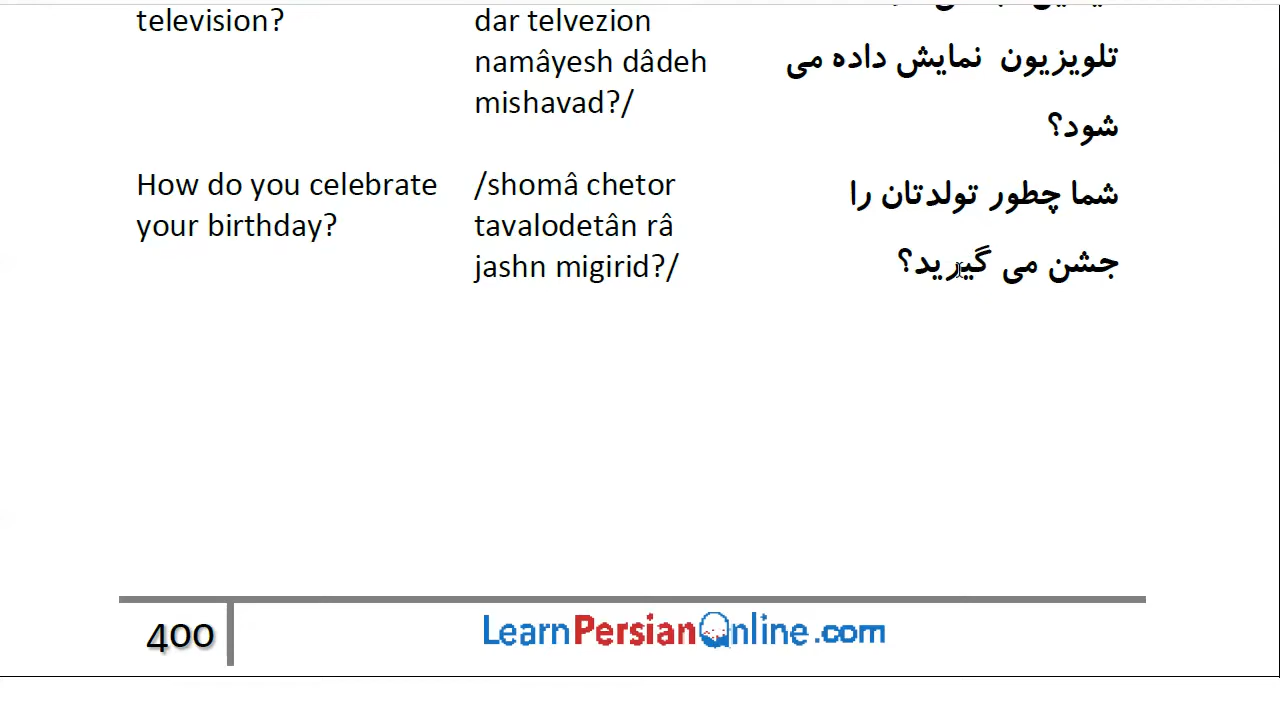 television?
dar telvezion
namâyesh dâdeh
mishavad?/
تلویزیون نمایش داده می
شود؟
How do you celebrate
your birthday?
/shomâ chetor
tavalodetân râ
jashn migirid?/
شما چطور تولدتان را
جشن می گیرید؟
400
LearnPersianOnline.com